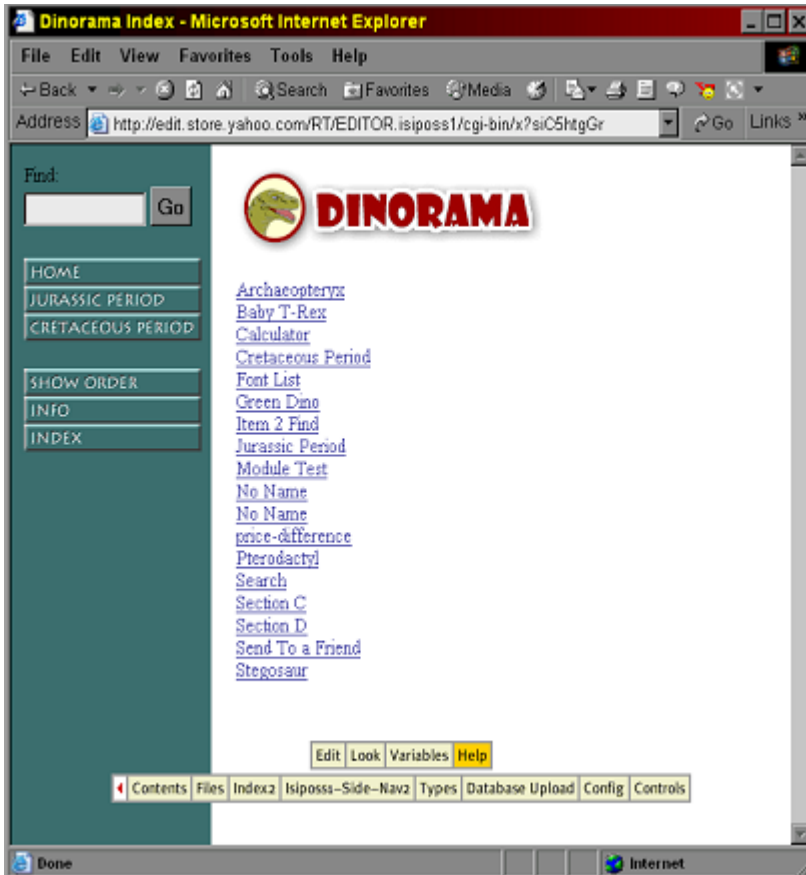 Dinorama Index - Microsoft Internet Explorer
File Edit View Favorites Tools Help
Back Search Favorites Media
Address http://edit.store.yahoo.com/RT/EDITOR.isiposs1/cgi-bin/x?siC5htgGr Go Links »
Find:
Go
DINORAMA
HOME
JURASSIC PERIOD
CRETACEOUS PERIOD
SHOW ORDER
INFO
INDEX
Archaeopteryx
Baby T-Rex
Calculator
Cretaceous Period
Font List
Green Dino
Item 2 Find
Jurassic Period
Module Test
No Name
No Name
price-difference
Pterodactyl
Search
Section C
Section D
Send To a Friend
Stegosaur
Edit Look Variables Help
Contents Files Index2 Isiposs1-Side-Nav2 Types Database Upload Config Controls
Done Internet